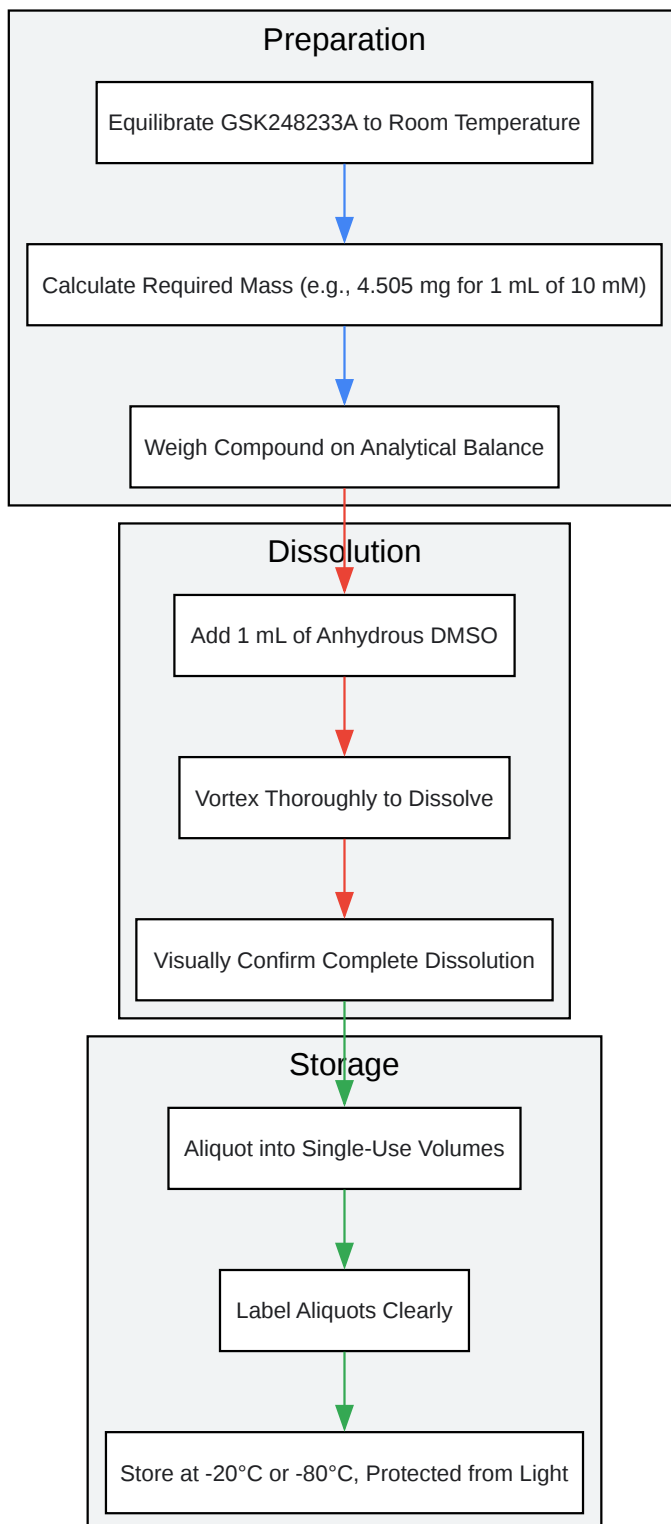 Preparation
Equilibrate GSK248233A to Room Temperature
Calculate Required Mass (e.g., 4.505 mg for 1 mL of 10 mM)
Weigh Compound on Analytical Balance
Dissolution
Add 1 mL of Anhydrous DMSO
Vortex Thoroughly to Dissolve
Visually Confirm Complete Dissolution
Storage
Aliquot into Single-Use Volumes
Label Aliquots Clearly
Store at -20°C or -80°C, Protected from Light